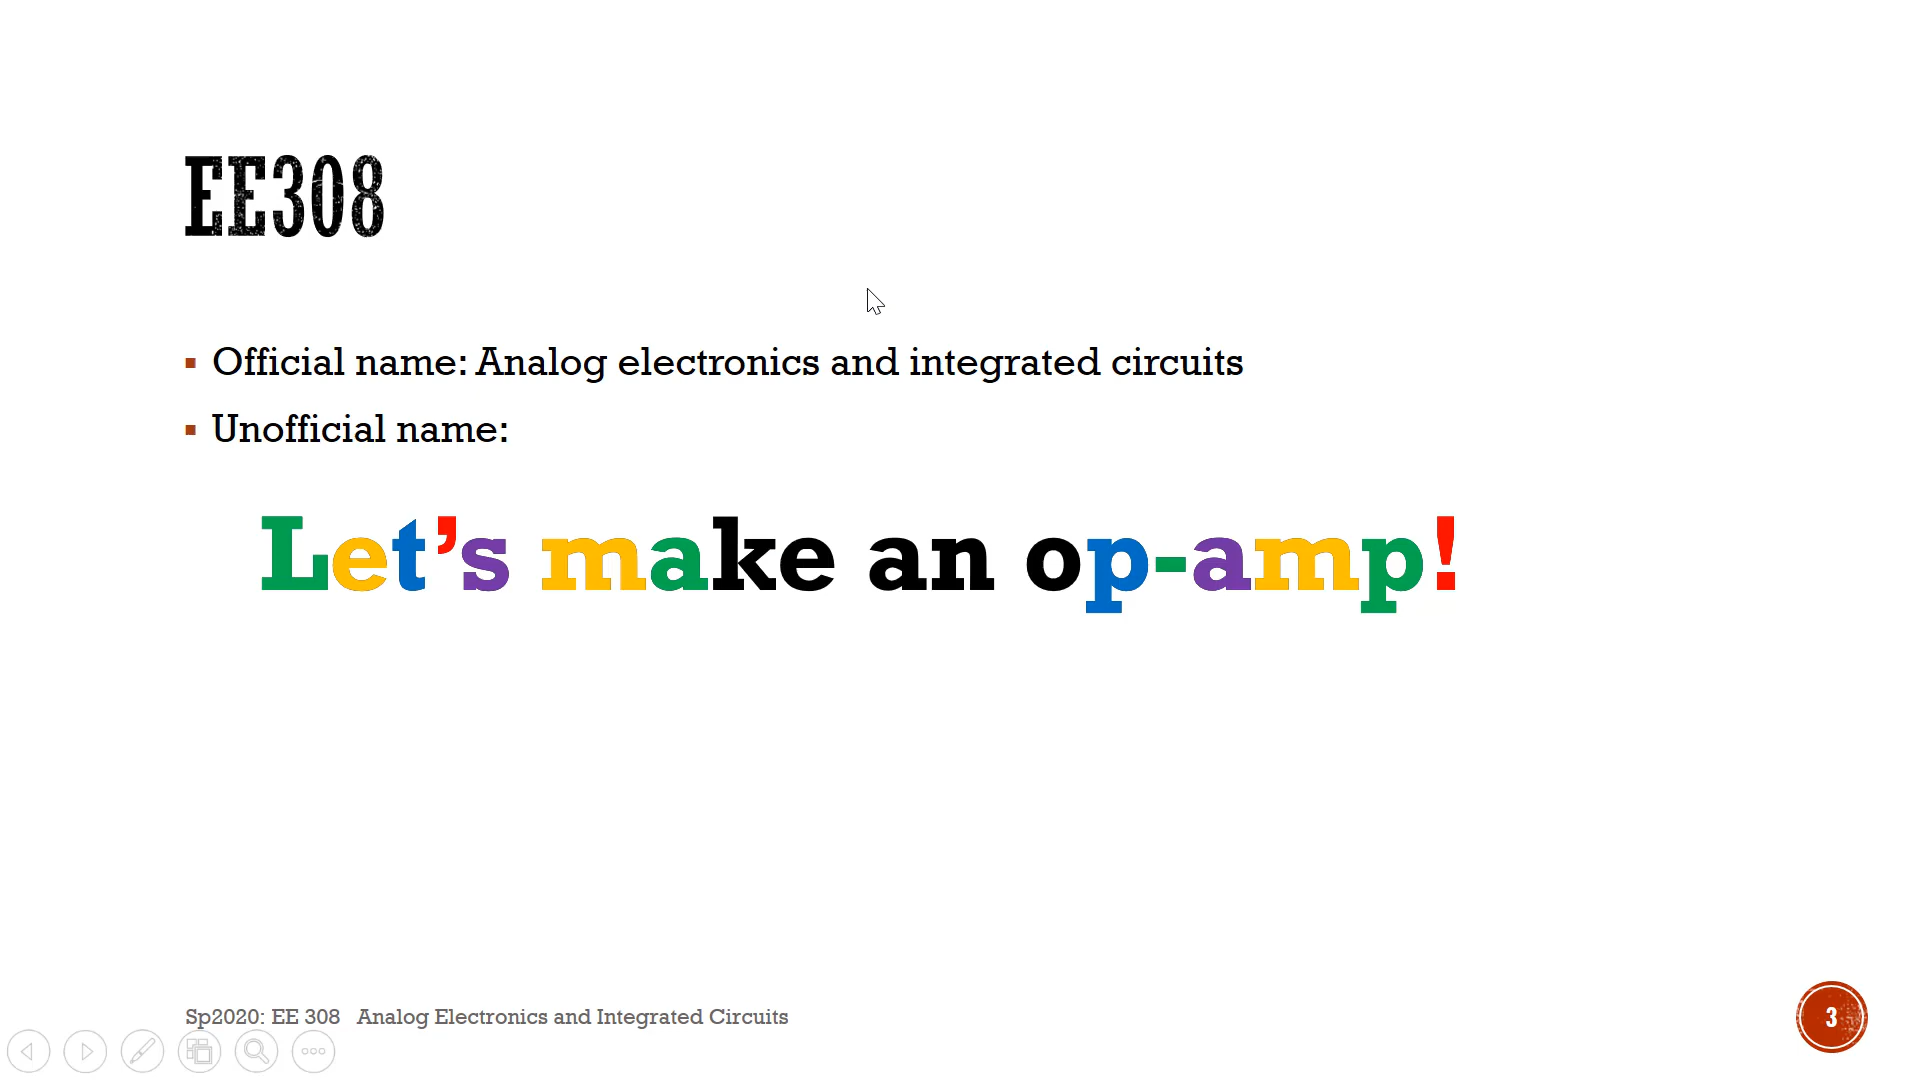 EE308
Official name: Analog electronics and integrated circuits
Unofficial name:
Let’s make an op-amp!
Sp2020: EE 308 Analog Electronics and Integrated Circuits
3